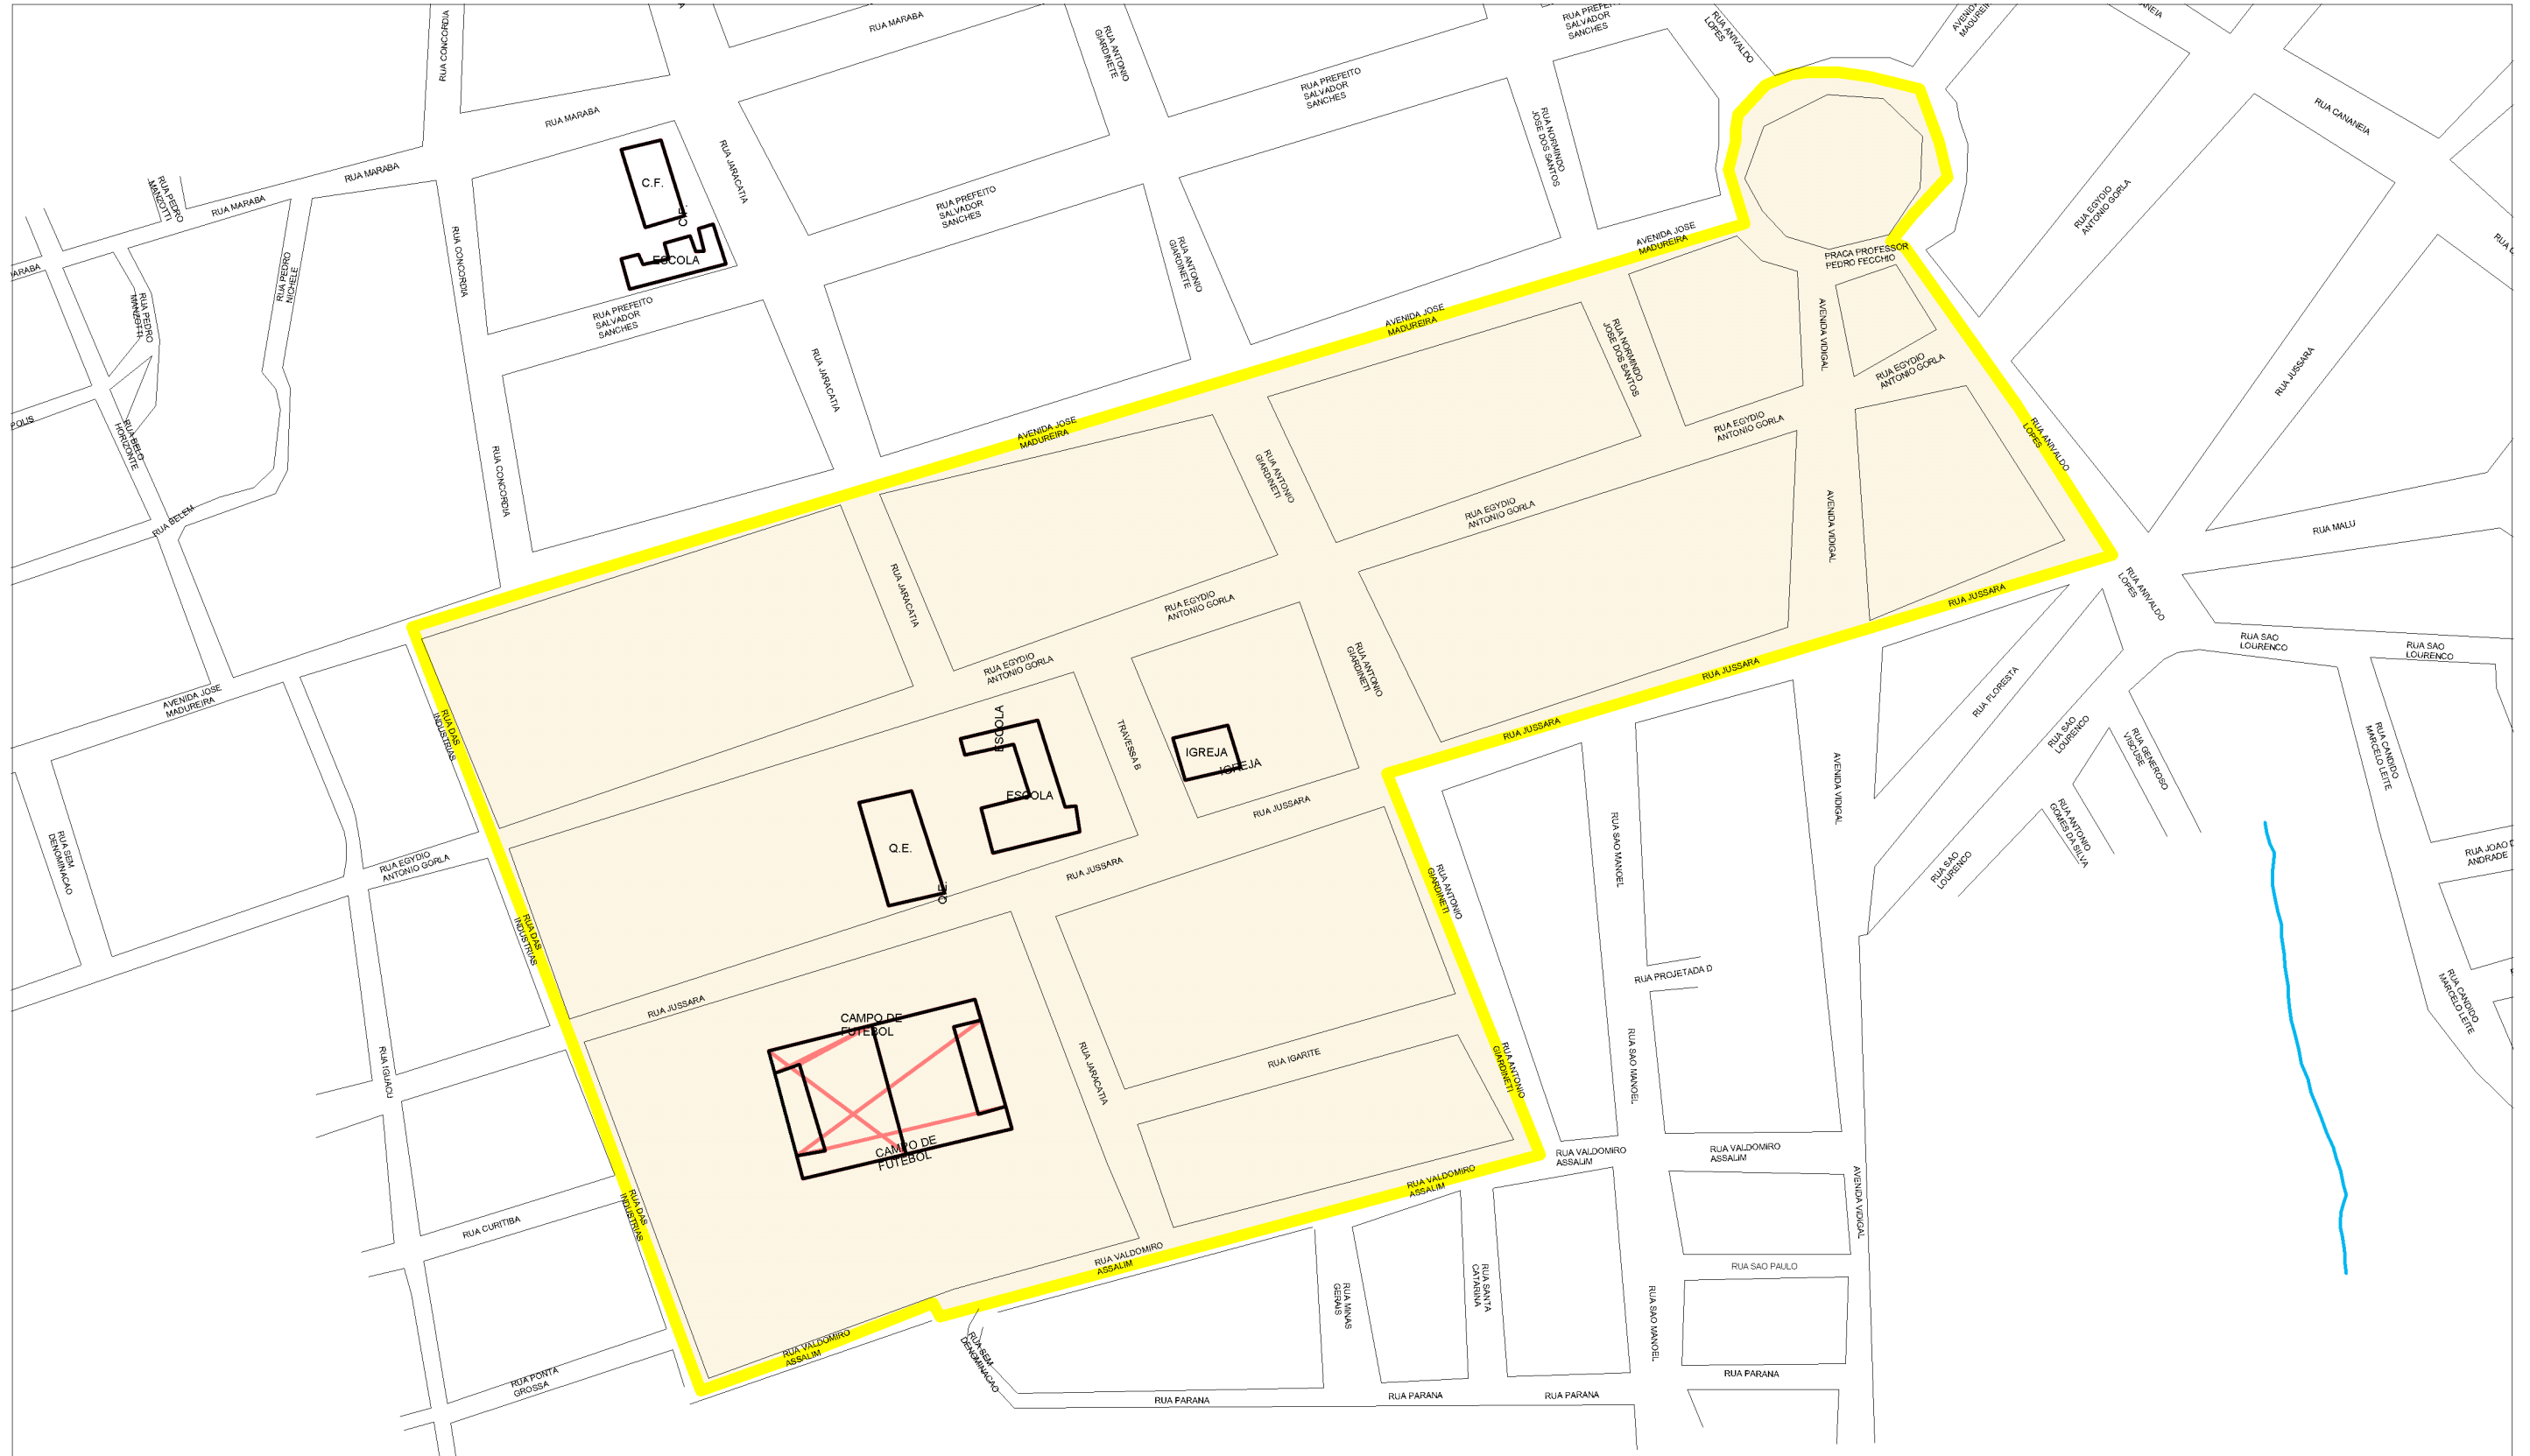 RUA CONCORDIA
RUA MARABA
RUA ANTONIO
GIARDINETE
RUA PREFEITO
SALVADOR
SANCHES
RUA ANIVALDO
LOPES
AVENIDA
MADUREIRA
RUA MARABA
RUA PREFEITO
SALVADOR
SANCHES
RUA CANANEIA
RUA NORMINDO
JOSE DOS SANTOS
RUA JARACATIA
RUA MARABA
C.F.
RUA PEDRO
MANZOTTI
RUA MARABA
RUA PREFEITO
SALVADOR
SANCHES
RUA EGYDIO
ANTONIO GORLA
C.F.
ESCOLA
RUA CONCORDIA
RUA ANTONIO
GIARDINETE
AVENIDA JOSE
MADUREIRA
PRACA PROFESSOR
PEDRO FECCHIO
RUA PEDRO
NICHELE
RUA PEDRO
MANZOTTI
RUA PREFEITO
SALVADOR
SANCHES
AVENIDA JOSE
MADUREIRA
AVENIDA VIDIGAL
RUA NORMINDO
JOSE DOS SANTOS
RUA EGYDIO
ANTONIO GORLA
RUA JUSSARA
RUA JARACATIA
AVENIDA JOSE
MADUREIRA
RUA EGYDIO
ANTONIO GORLA
RUA ANIVALDO
LOPES
POLIS
RUA BELO
HORIZONTE
RUA CONCORDIA
RUA ANTONIO
GIARDINETI
RUA EGYDIO
ANTONIO GORLA
AVENIDA VIDIGAL
RUA MALU
RUA BELEM
RUA JARACATIA
RUA EGYDIO
ANTONIO GORLA
RUA JUSSARA
RUA ANIVALDO
LOPES
RUA SAO
LOURENCO
RUA SAO
LOURENCO
RUA EGYDIO
ANTONIO GORLA
RUA ANTONIO
GIARDINETI
RUA JUSSARA
RUA FLORESTA
AVENIDA JOSE
MADUREIRA
RUA DAS
INDUSTRIAS
ESCOLA
TRAVESSA B
IGREJA
IGREJA
RUA JUSSARA
RUA SAO
LOURENCO
RUA GENEROSO
VISCUSE
RUA CANDIDO
MARCELO LEITE
ESCOLA
RUA JUSSARA
AVENIDA VIDIGAL
RUA ANTONIO
GOMES DA SILVA
RUA SEM
DENOMINACAO
RUA EGYDIO
ANTONIO GORLA
Q.E.
Q.E.
RUA JUSSARA
RUA ANTONIO
GIARDINETI
RUA SAO MANOEL
RUA SAO
LOURENCO
RUA JOAO D
ANDRADE
RUA DAS
INDUSTRIAS
RUA PROJETADA D
RUA CANDIDO
MARCELO LEITE
RUA JUSSARA
CAMPO DE
FUTEBOL
RUA IGUACU
RUA JARACATIA
RUA IGARITE
RUA ANTONIO
GIARDINETI
RUA SAO MANOEL
CAMPO DE
FUTEBOL
RUA VALDOMIRO
ASSALIM
RUA VALDOMIRO
ASSALIM
RUA VALDOMIRO
ASSALIM
RUA DAS
INDUSTRIAS
RUA CURITIBA
AVENIDA VIDIGAL
RUA VALDOMIRO
ASSALIM
RUA MINAS
GERAIS
RUA SANTA
CATARINA
RUA SAO PAULO
RUA SAO MANOEL
RUA VALDOMIRO
ASSALIM
RUA SEM
DENOMINACAO
RUA PONTA
GROSSA
RUA PARANA
RUA PARANA
RUA PARANA
RUA PARANA